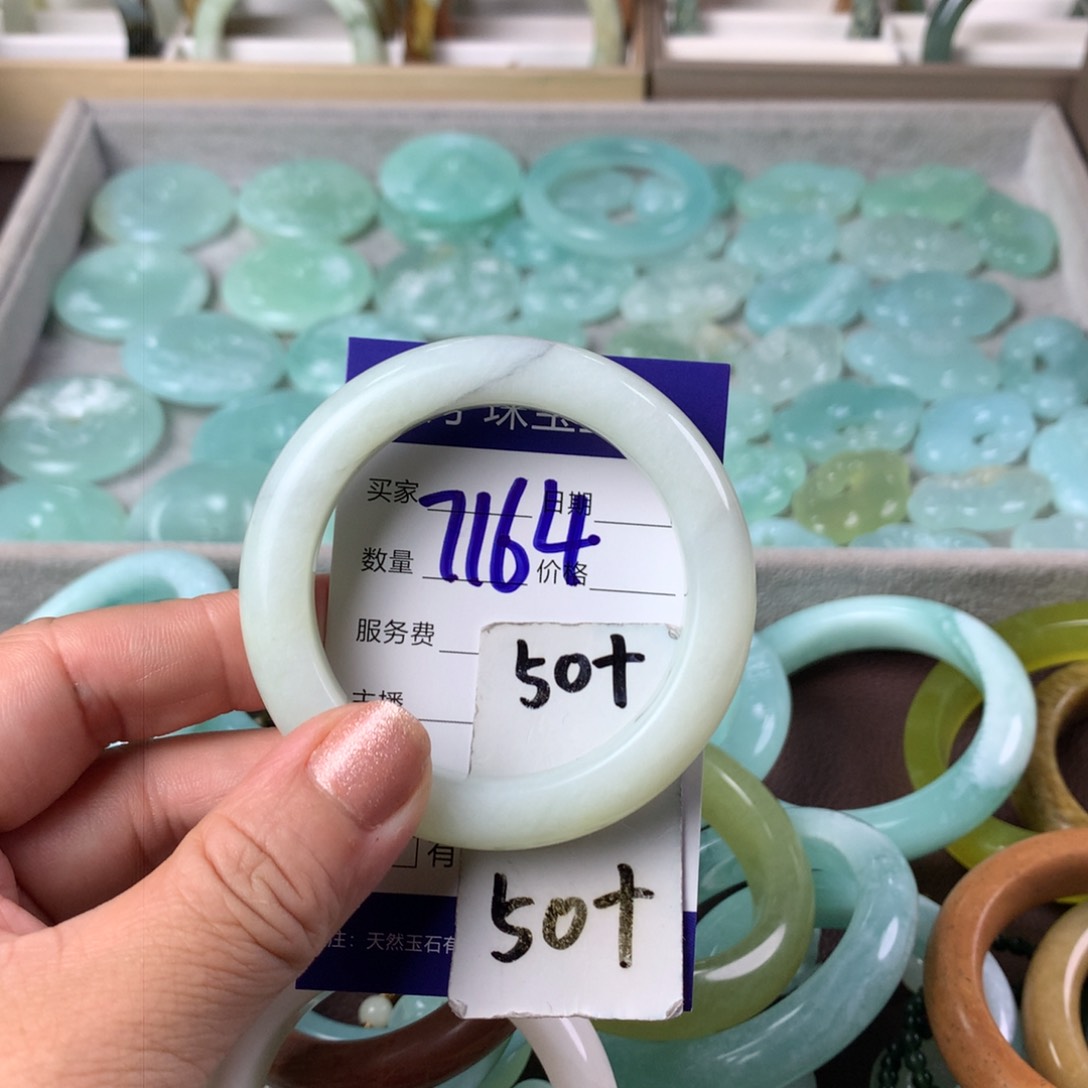 珠宝
买家 7164 日期
数量 价格
服务费
50+
主播
有
50+
注：天然玉石有